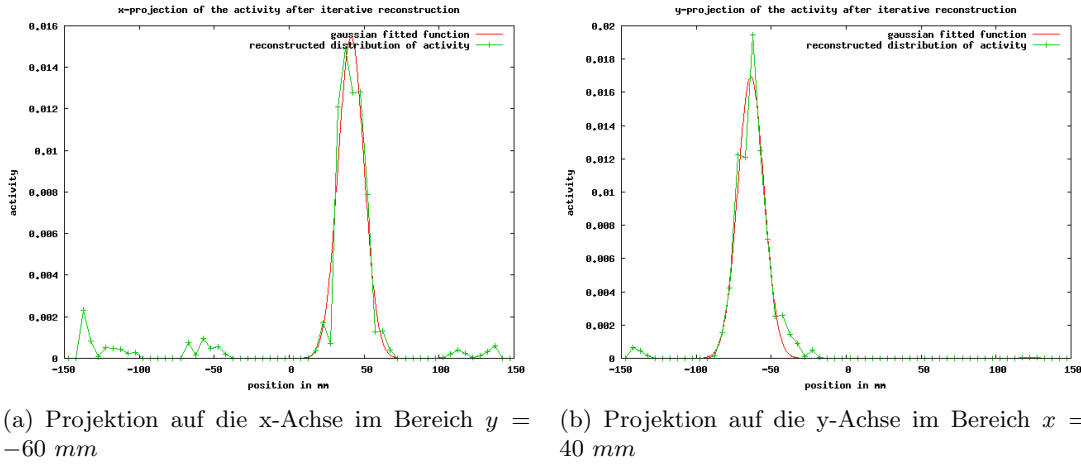 x-projection of the activity after iterative reconstruction
gaussian fitted function
reconstructed distribution of activity
0.016
0.014
0.012
0.01
0.008
0.006
0.004
0.002
0
activity
-150
-100
-50
0
50
100
150
position in mm
(a) Projektion auf die x-Achse im Bereich y =
−60 mm
y-projection of the activity after iterative reconstruction
gaussian fitted function
reconstructed distribution of activity
0.02
0.018
0.016
0.014
0.012
0.01
0.008
0.006
0.004
0.002
0
activity
-150
-100
-50
0
50
100
150
position in mm
(b) Projektion auf die y-Achse im Bereich x =
40 mm